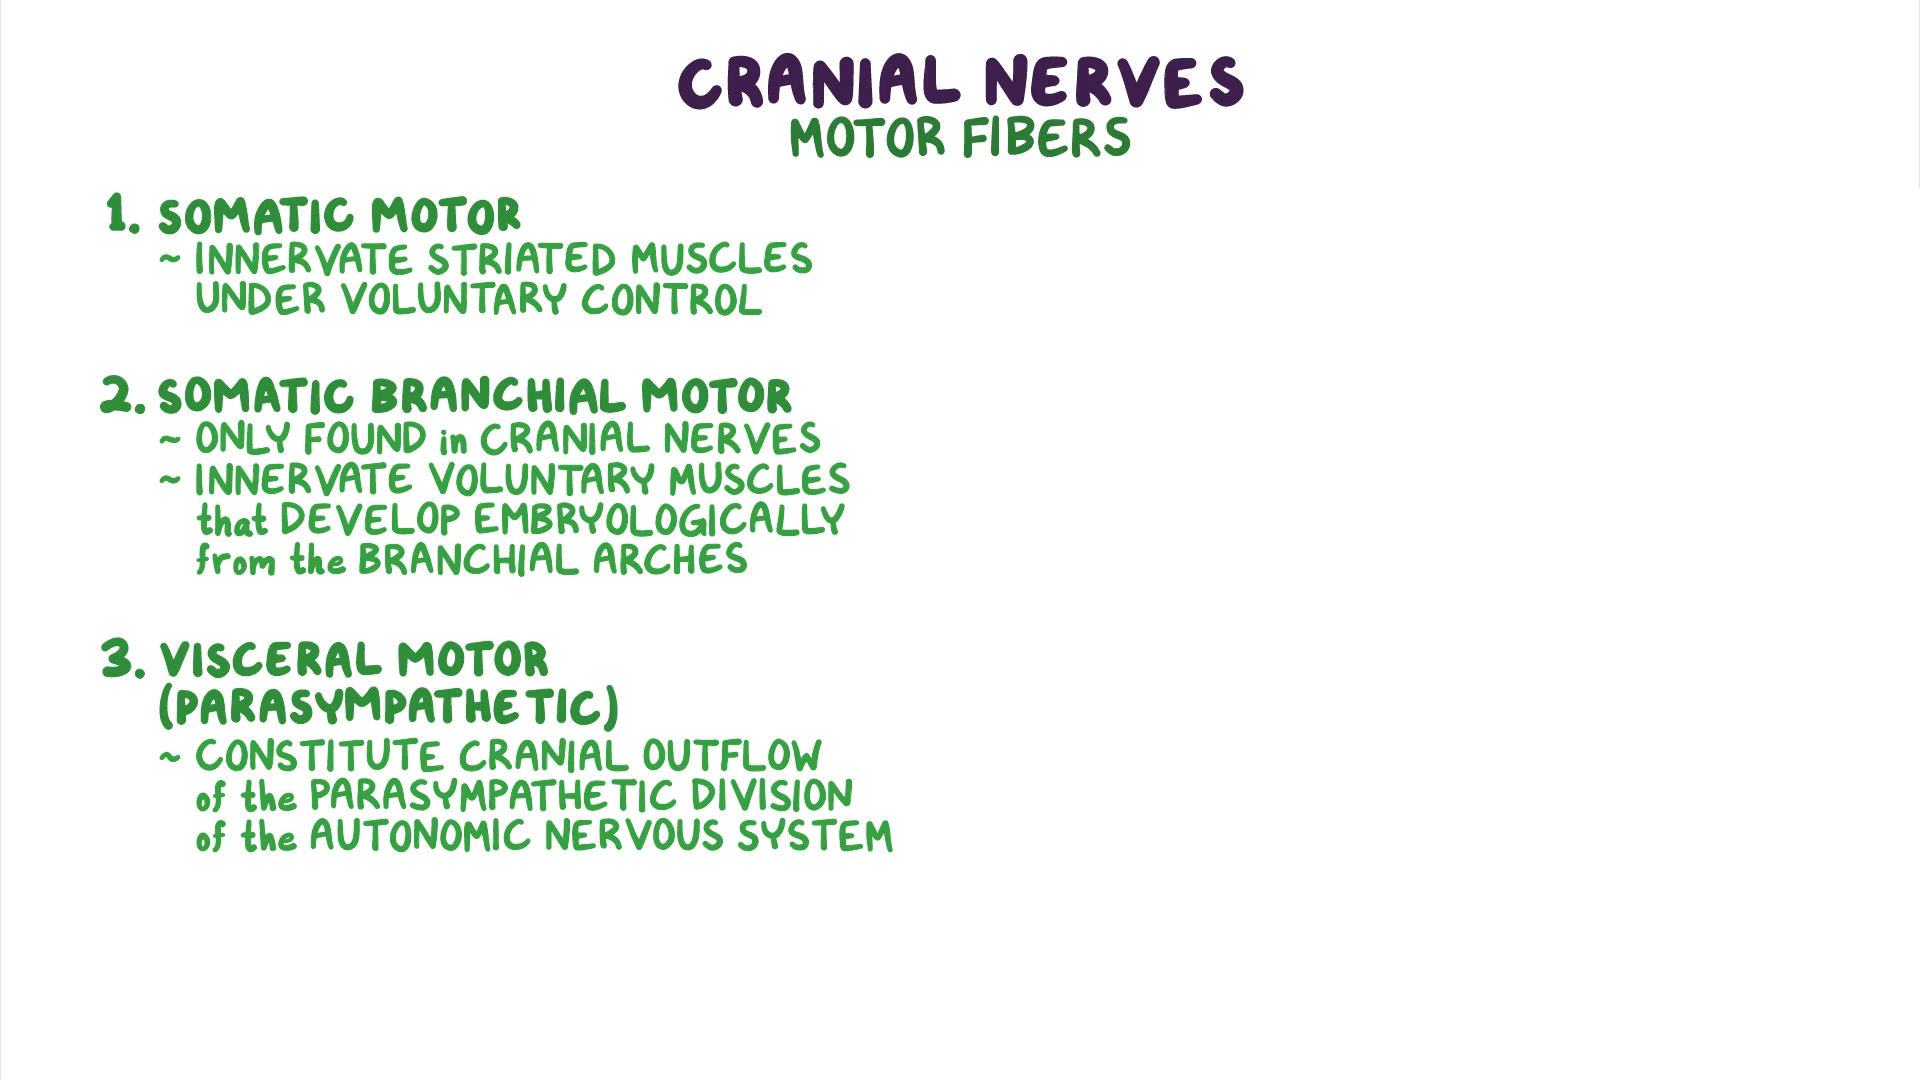 CRANIAL NERVES
MOTOR FIBERS
1. SOMATIC MOTOR
~ INNERVATE STRIATED MUSCLES
UNDER VOLUNTARY CONTROL
2. SOMATIC BRANCHIAL MOTOR
~ ONLY FOUND in CRANIAL NERVES
~ INNERVATE VOLUNTARY MUSCLES
that DEVELOP EMBRYOLOGICALLY
from the BRANCHIAL ARCHES
3. VISCERAL MOTOR
(PARASYMPATHETIC)
~ CONSTITUTE CRANIAL OUTFLOW
of the PARASYMPATHETIC DIVISION
of the AUTONOMIC NERVOUS SYSTEM